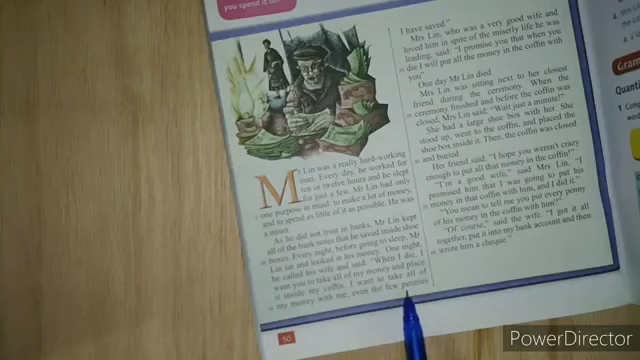 you spend it on?
Mr Lin was a really hard-working
man. Every day, he worked for
ten or twelve hours and he slept
for just a few. Mr Lin had only
one purpose in mind: to make a lot of money,
and to spend as little of it as possible. He was
a miser.
As he did not trust in banks, Mr Lin kept
all of the bank notes that he saved inside shoe
boxes. Every night, before going to sleep, Mr
Lin sat and looked at his money. One night,
he called his wife and said: "When I die, I
want you to take all of my money and place
it inside my coffin. I want to take all of
my money with me, even the few pennies
I have saved."
Mrs Lin, who was a very good wife and
loved him in spite of the miserly life he was
leading, said: "I promise you that when you
die I will put all the money in the coffin with
you".
One day Mr Lin died.
Mrs Lin was sitting next to her closest
friend during the ceremony. When the
ceremony finished and before the coffin was
closed, Mrs Lin said: "Wait just a minute!"
She had a large shoe box with her. She
stood up, went to the coffin, and placed the
shoe box inside it. Then, the coffin was closed
and buried.
Her friend said: "I hope you weren't crazy
enough to put all that money in the coffin!"
"I'm a good wife," said Mrs Lin. "I
promised him that I was going to put his
money in that coffin with him, and I did it."
"You mean to tell me you put every penny
of his money in the coffin with him?"
"Of course," said the wife. "I got it all
together, put it into my bank account and then
wrote him a cheque."
50
Gram
Quanti
PowerDirector